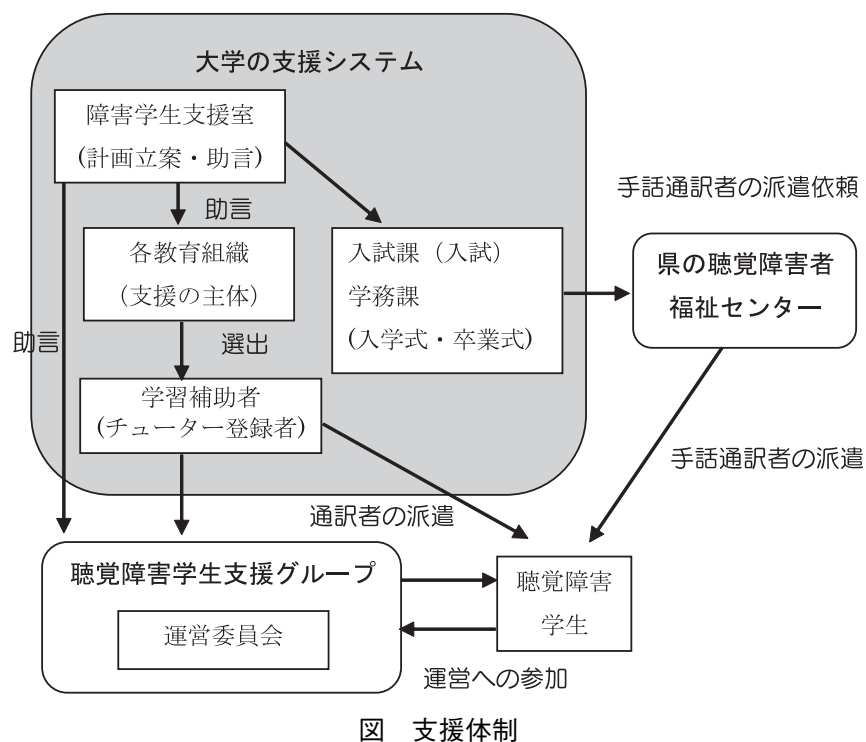 大学の支援システム
障害学生支援室
(計画立案・助言)
手話通訳者の派遣依頼
助言
各教育組織
(支援の主体)
入試課（入試）
学務課
(入学式・卒業式)
県の聴覚障害者
福祉センター
助言
選出
学習補助者
(チューター登録者)
手話通訳者の派遣
通訳者の派遣
聴覚障害学生支援グループ
運営委員会
聴覚障害
学生
運営への参加
図　支援体制